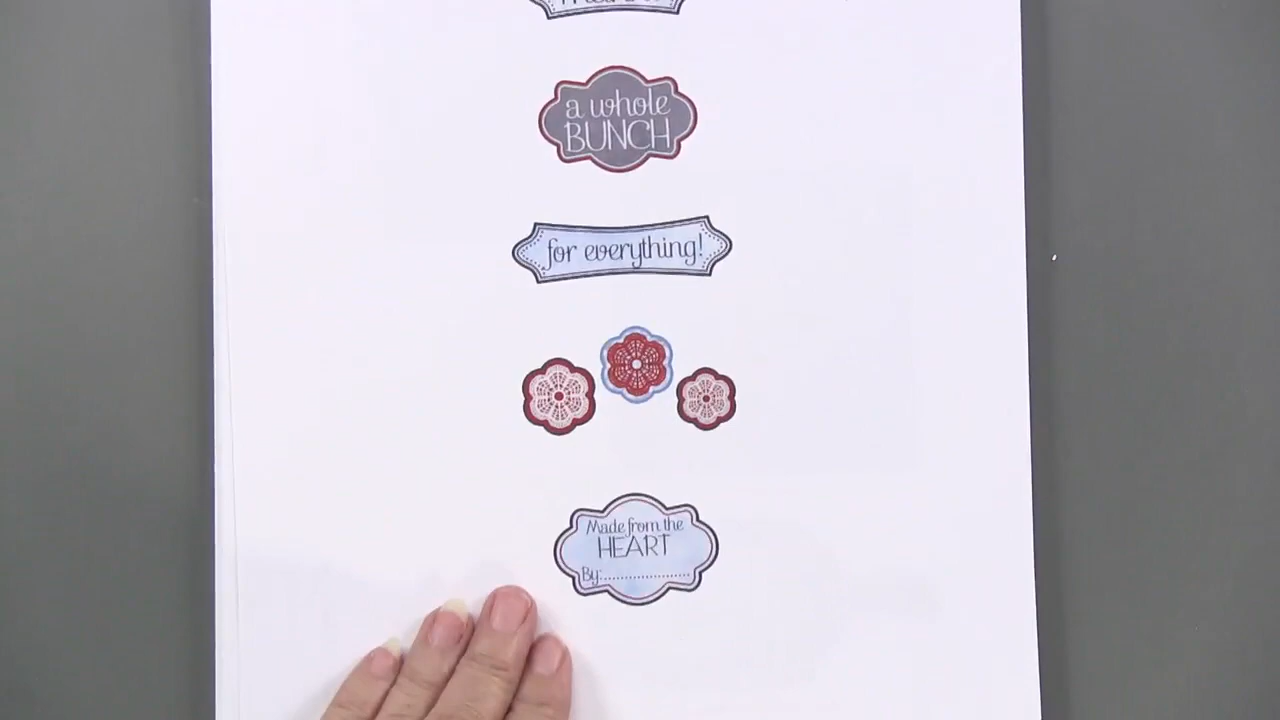 a whole
BUNCH
for everything!
Made from the
HEART
By:......................